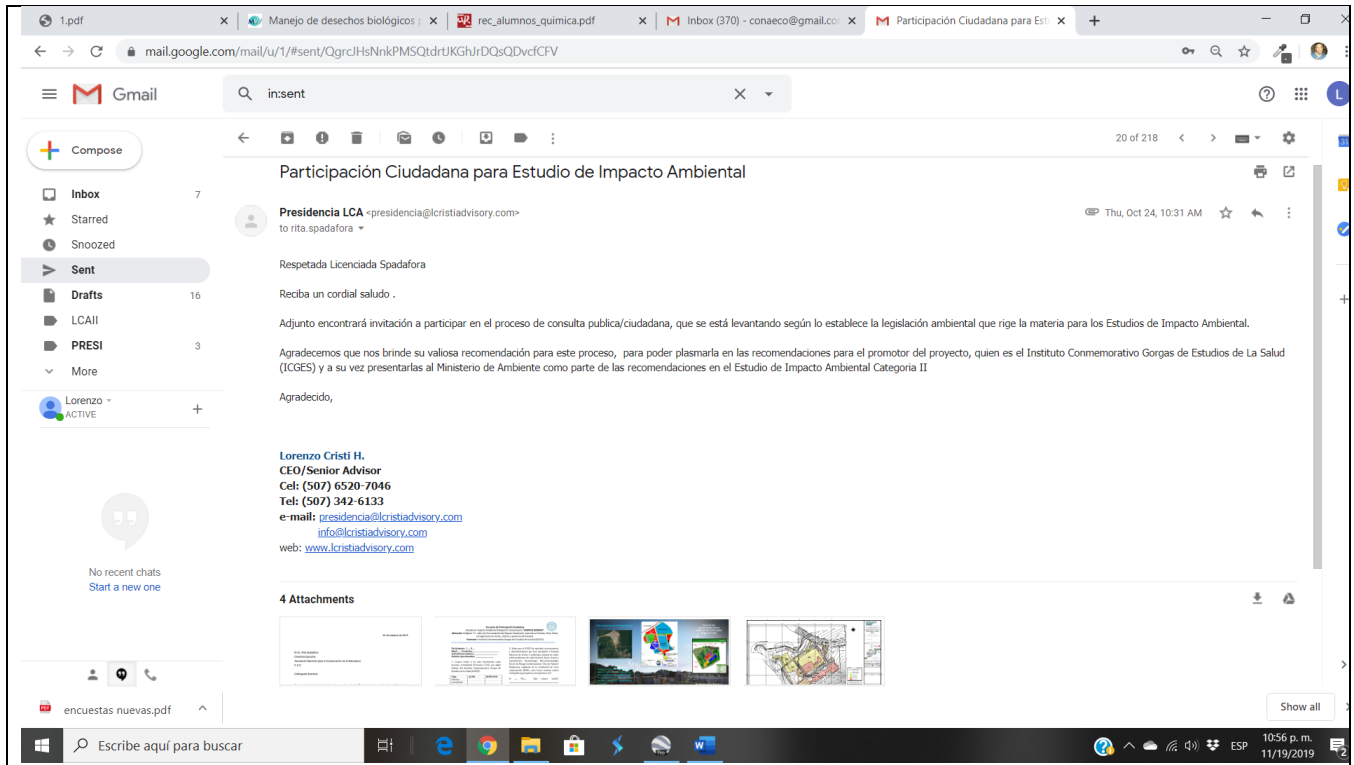 1.pdf
Manejo de desechos biológicos
rec_alumnos_quimica.pdf
Inbox (370) - conaeco@gmail.co
Participación Ciudadana para Est
mail.google.com/mail/u/1/#sent/QgrcJHsNnkPMSQtdrtJKGhJrDQsQDvcfCFV
Gmail
in:sent
L
Compose
20 of 218
Participación Ciudadana para Estudio de Impacto Ambiental
Inbox 7
Starred
Snoozed
Sent
Drafts 16
LCAII
PRESI 3
More
Lorenzo
ACTIVE
Presidencia LCA <presidencia@lcristiadvisory.com>
Thu, Oct 24, 10:31 AM
to rita.spadafora
Respetada Licenciada Spadafora
Reciba un cordial saludo .
Adjunto encontrará invitación a participar en el proceso de consulta publica/ciudadana, que se está levantando según lo establece la legislación ambiental que rige la materia para los Estudios de Impacto Ambiental.
Agradecemos que nos brinde su valiosa recomendación para este proceso, para poder plasmarla en las recomendaciones para el promotor del proyecto, quien es el Instituto Conmemorativo Gorgas de Estudios de La Salud
(ICGES) y a su vez presentarlas al Ministerio de Ambiente como parte de las recomendaciones en el Estudio de Impacto Ambiental Categoria II
Agradecido,
Lorenzo Cristi H.
CEO/Senior Advisor
Cel: (507) 6520-7046
Tel: (507) 342-6133
e-mail: presidencia@lcristiadvisory.com
info@lcristiadvisory.com
web: www.lcristiadvisory.com
No recent chats
Start a new one
4 Attachments
encuestas nuevas.pdf
Show all
Escribe aquí para buscar
ESP
10:56 p. m.
11/19/2019
2